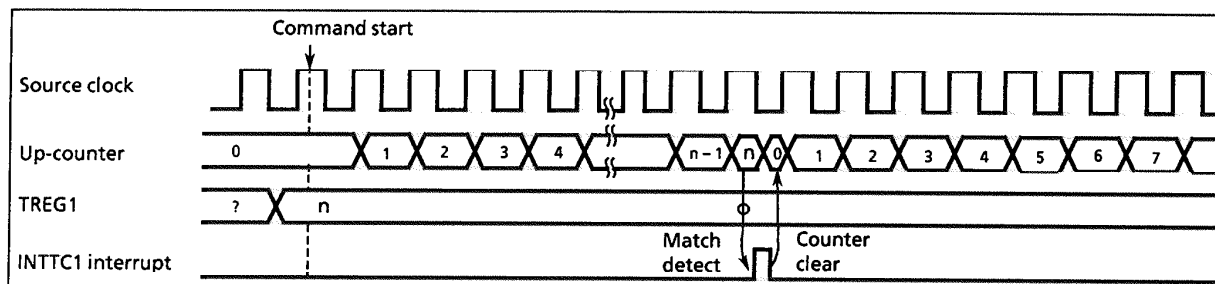 Command start
Source clock
Up-counter 0 1 2 3 4 n – 1 n 0 1 2 3 4 5 6 7
TREG1 ? n
Match Counter
INTTC1 interrupt detect clear